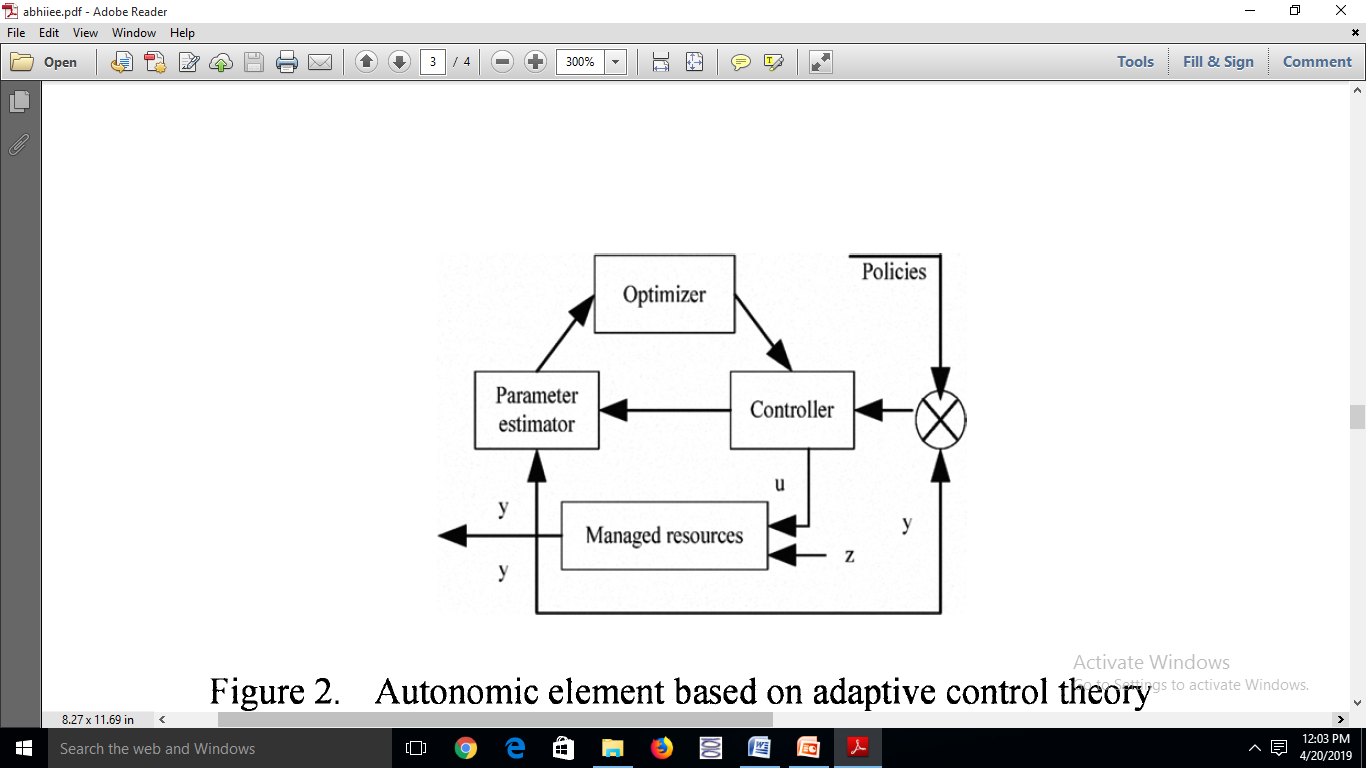 abhiiee.pdf - Adobe Reader
File Edit View Window Help
Open 3 / 4 300% Tools Fill & Sign Comment
Optimizer
Policies
Parameter
estimator
Controller
u
y
Managed resources
y
z
y
Figure 2. Autonomic element based on adaptive control theory
Activate Windows
Go to Settings to activate Windows.
8.27 x 11.69 in
Search the web and Windows
12:03 PM
4/20/2019